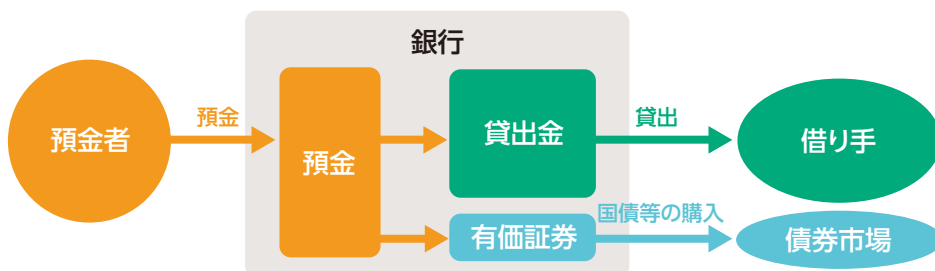 銀行
預金者
預金
預金
貸出金
貸出
借り手
有価証券
国債等の購入
債券市場